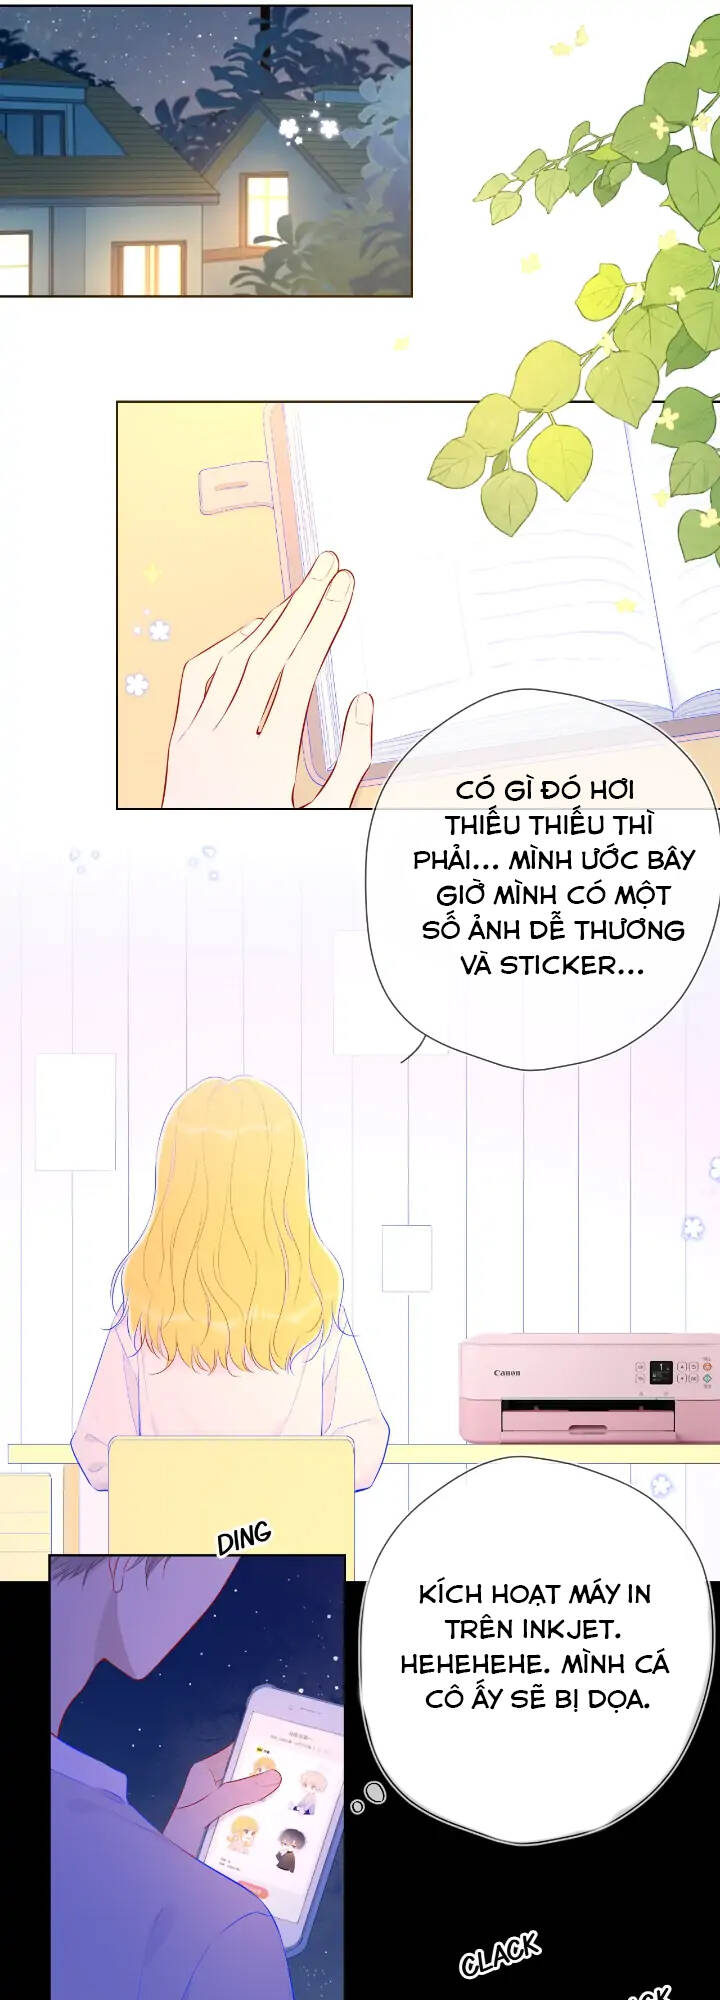 CÓ GÌ ĐÓ HƠI
THIẾU THIẾU THÌ
PHẢI... MÌNH ƯỚC BÂY
GIỜ MÌNH CÓ MỘT
SỐ ẢNH DỄ THƯƠNG
VÀ STICKER...
Canon
1
DING
KÍCH HOẠT MÁY IN
TRÊN INKJET.
HEHEHEHE. MÌNH CÁ
CÔ ẤY SẼ BỊ DỌA.
CLACK